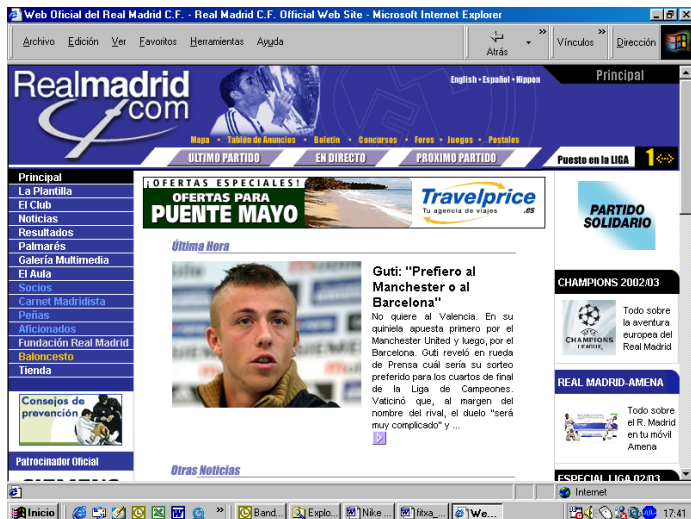 Web Oficial del Real Madrid C.F. - Real Madrid C.F. Official Web Site - Microsoft Internet Explorer
Archivo Edición Ver Favoritos Herramientas Ayuda
Atrás
» Vínculos » Dirección
Realmadrid
com
English • Español • Nippon
Principal
Mapa • Tablón de Anuncios • Boletín • Concursos • Foros • Juegos • Postales
ULTIMO PARTIDO EN DIRECTO PROXIMO PARTIDO
Puesto en la LIGA 1
Principal
La Plantilla
El Club
Noticias
Resultados
Palmarés
Galería Multimedia
El Aula
Socios
Carnet Madridista
Peñas
Aficionados
Fundación Real Madrid
Baloncesto
Tienda
Consejos de
prevención
Patrocinador Oficial
¡OFERTAS ESPECIALES!
OFERTAS PARA
PUENTE MAYO
Travelprice
Tu agencia de viajes .es
Última Hora
Guti: "Prefiero al
Manchester o al
Barcelona"
No quiere al Valencia. En su
quiniela apuesta primero por el
Manchester United y luego, por el
Barcelona. Guti reveló en rueda
de Prensa cuál sería su sorteo
preferido para los cuartos de final
de la Liga de Campeones.
Vaticinó que, al margen del
nombre del rival, el duelo "será
muy complicado" y ...
Otras Noticias
PARTIDO
SOLIDARIO
CHAMPIONS 2002/03
CHAMPIONS
LEAGUE
Todo sobre
la aventura
europea del
Real Madrid
REAL MADRID-AMENA
Todo sobre
el R. Madrid
en tu móvil
Amena
ESPECIAL LIGA 02/03
Internet
Inicio » Band... Explo... Nike ... fitxa_... We... 17:41